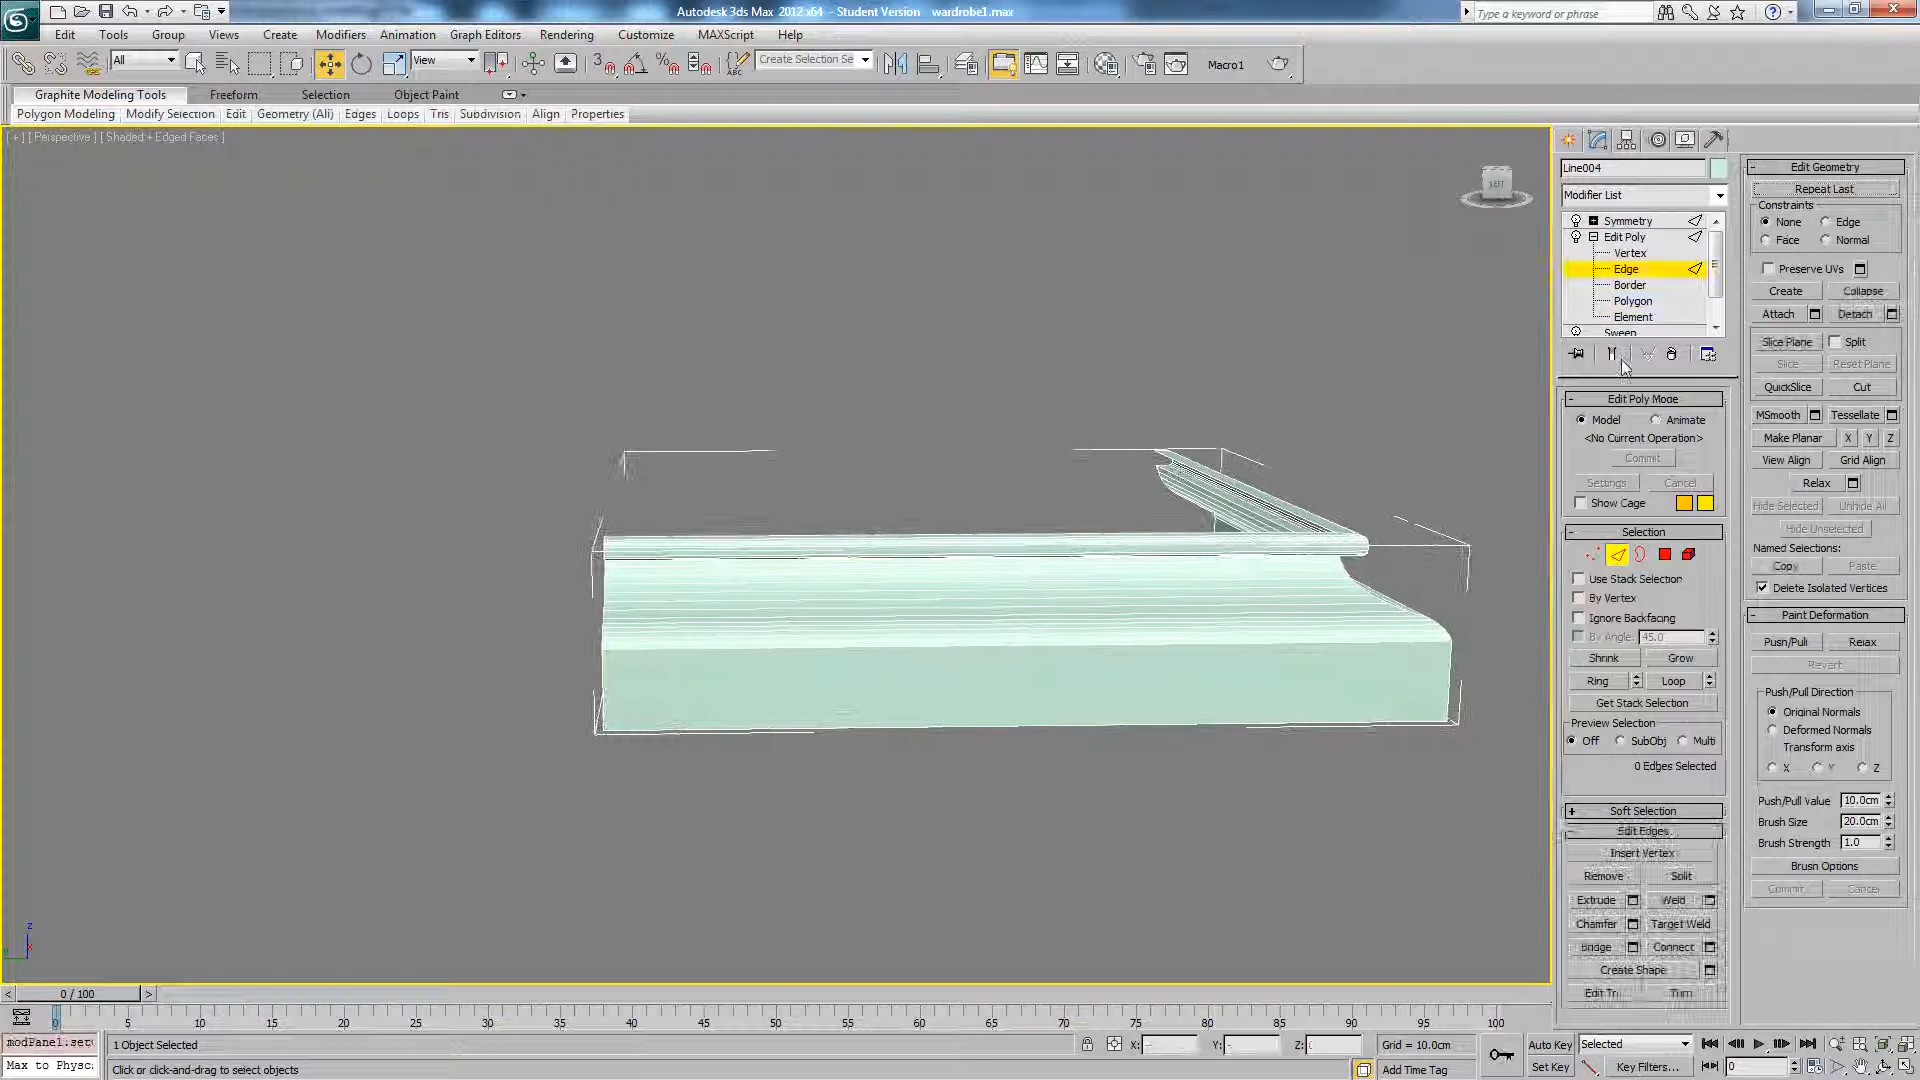 Autodesk 3ds Max 2012 x64 - Student Version wardrobe1.max
Type a keyword or phrase
Edit Tools Group Views Create Modifiers Animation Graph Editors Rendering Customize MAXScript Help
All View Create Selection Se Macro1
Graphite Modeling Tools Freeform Selection Object Paint
Polygon Modeling Modify Selection Edit Geometry (All) Edges Loops Tris Subdivision Align Properties
[ + ] [ Perspective ] [ Shaded + Edged Faces ]
Line004
Modifier List
Symmetry
Edit Poly
Vertex
Edge
Border
Polygon
Element
Sweep
Edit Poly Mode
Model Animate
<No Current Operation>
Commit
Settings Cancel
Show Cage
Selection
Use Stack Selection
By Vertex
Ignore Backfacing
By Angle: 45.0
Shrink Grow
Ring Loop
Get Stack Selection
Preview Selection
Off SubObj Multi
0 Edges Selected
Soft Selection
Edit Edges
Insert Vertex
Remove Split
Extrude Weld
Chamfer Target Weld
Bridge Connect
Create Shape
Edit Tri. Turn
Edit Geometry
Repeat Last
Constraints
None Edge
Face Normal
Preserve UVs
Create Collapse
Attach Detach
Slice Plane Split
Slice Reset Plane
QuickSlice Cut
MSmooth Tessellate
Make Planar X Y Z
View Align Grid Align
Relax
Hide Selected Unhide All
Hide Unselected
Named Selections:
Copy Paste
Delete Isolated Vertices
Paint Deformation
Push/Pull Relax
Revert
Push/Pull Direction
Original Normals
Deformed Normals
Transform axis
X Y Z
Push/Pull Value 10.0cm
Brush Size 20.0cm
Brush Strength 1.0
Brush Options
Commit Cancel
z
< 0 / 100 >
0 5 10 15 20 25 30 35 40 45 50 55 60 65 70 75 80 85 90 95 100
modPanel.set
1 Object Selected X: Y: Z: Grid = 10.0cm Auto Key Selected
Max to Physc:
Click or click-and-drag to select objects Add Time Tag Set Key Key Filters... 0